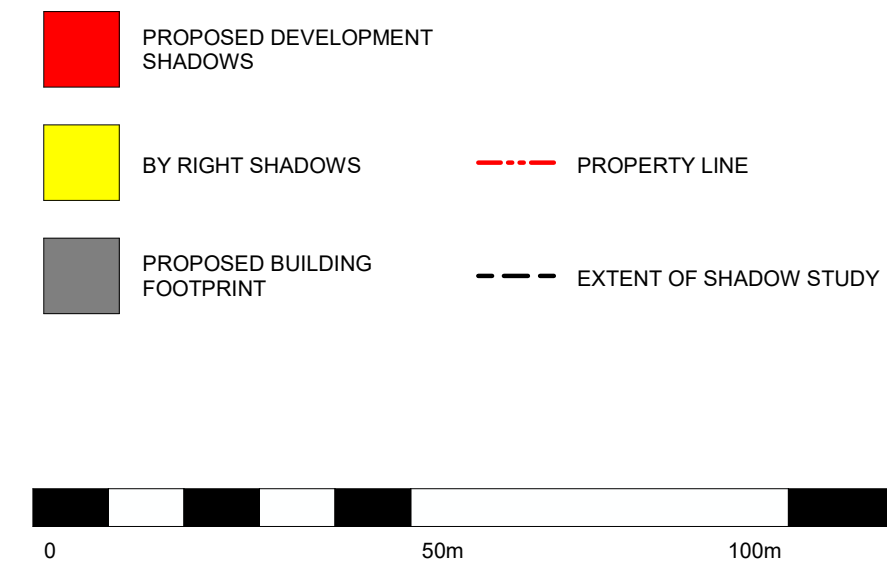 PROPOSED DEVELOPMENT
SHADOWS
BY RIGHT SHADOWS
PROPERTY LINE
PROPOSED BUILDING
FOOTPRINT
EXTENT OF SHADOW STUDY
0
50m
100m